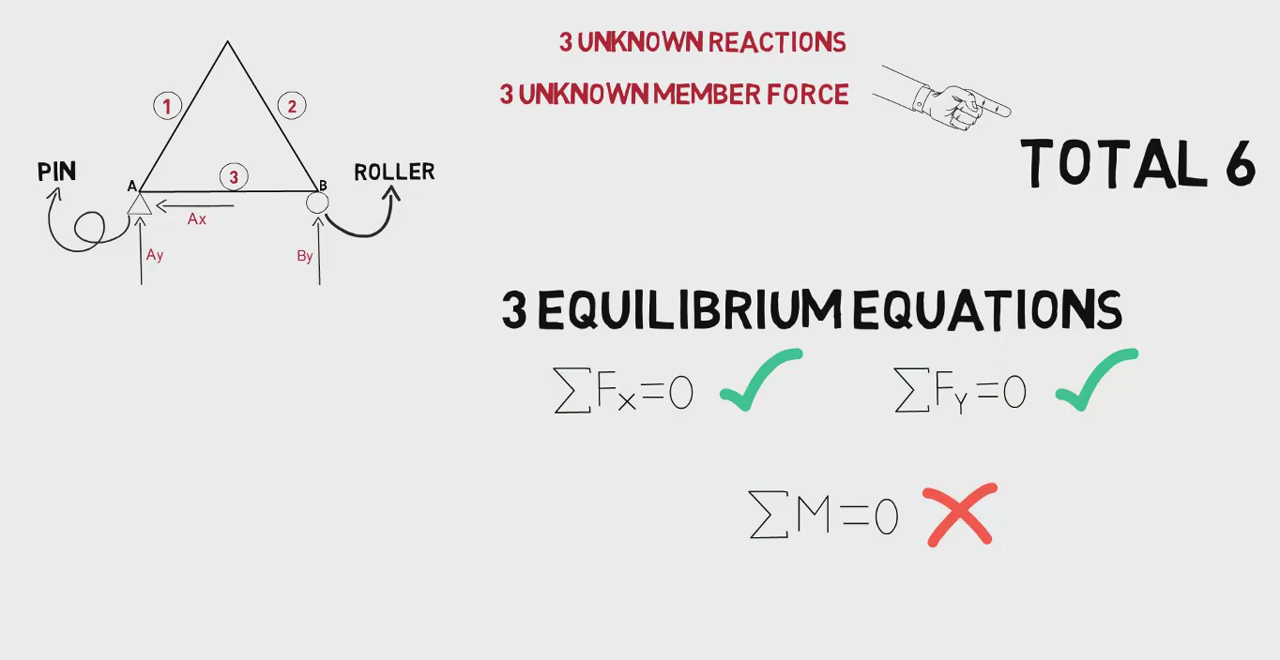 3 UNKNOWN REACTIONS
3 UNKNOWN MEMBER FORCE
TOTAL 6
1
2
3
PIN
ROLLER
A
B
Ax
Ay
By
3 EQUILIBRIUM EQUATIONS
∑Fx=0
∑Fy=0
∑M=0